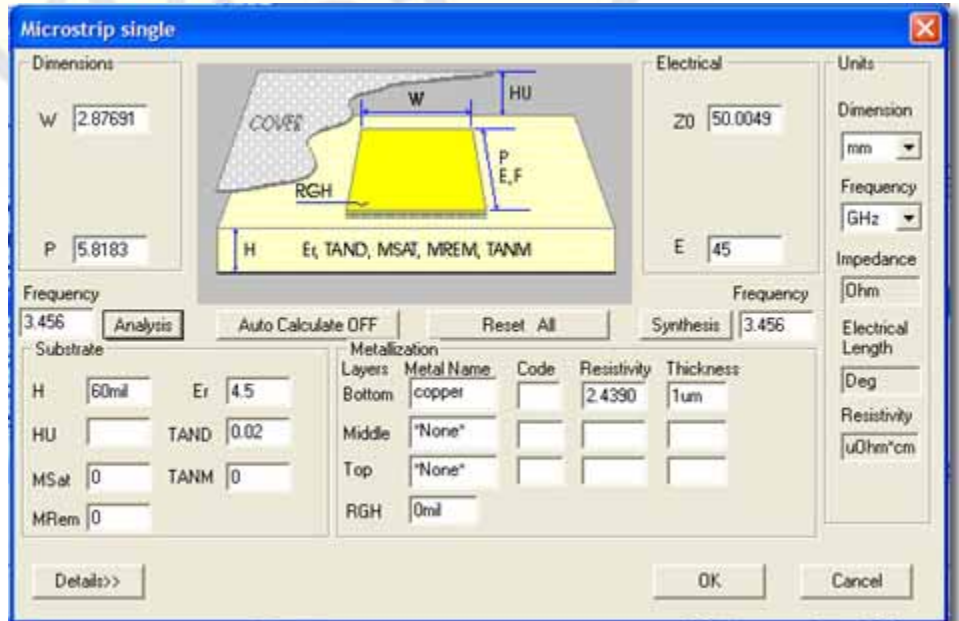 Microstrip single
Dimensions
W 2.87691
P 5.8183
COVER
W
HU
P
E,F
RGH
H Er, TAND, MSAT, MREM, TANM
Electrical
Z0 50.0049
E 45
Units
Dimension
mm
Frequency
GHz
Impedance
Ohm
Electrical
Length
Deg
Resistivity
uOhm*cm
Frequency
3.456 Analysis
Auto Calculate OFF
Reset All
Frequency
Synthesis 3.456
Substrate
H 60mil Er 4.5
HU TAND 0.02
MSat 0 TANM 0
MRem 0
Metallization
Layers Metal Name Code Resistivity Thickness
Bottom copper 2.4390 1um
Middle *None*
Top *None*
RGH 0mil
Details>>
OK
Cancel